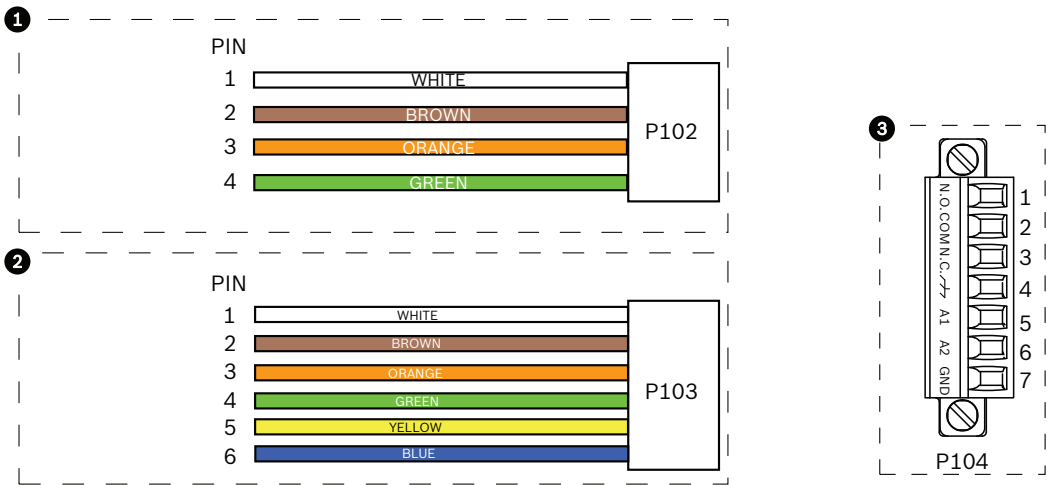 1
PIN
1 WHITE
2 BROWN
3 ORANGE
4 GREEN
P102
2
PIN
1 WHITE
2 BROWN
3 ORANGE
4 GREEN
5 YELLOW
6 BLUE
P103
3
N.O. 1
COM 2
N.C. 3
4
A1 5
A2 6
GND 7
P104